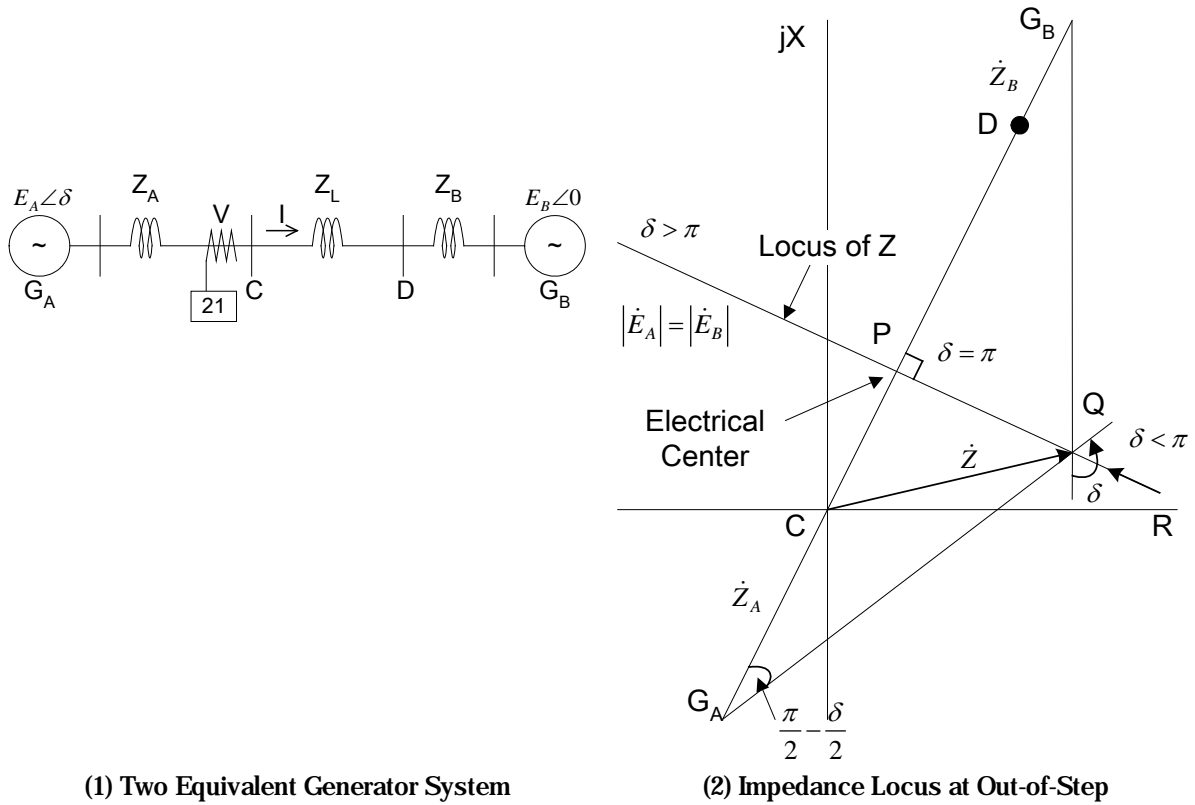 E_A∠δ
Z_A
V
I
Z_L
Z_B
E_B∠0
~
~
G_A
21
C
D
G_B
(1) Two Equivalent Generator System
jX
G_B
Ż_B
D
δ > π
Locus of Z
|Ė_A| = |Ė_B|
P
δ = π
Electrical
Center
Q
δ < π
Ż
δ
C
R
Ż_A
G_A
π/2 − δ/2
(2) Impedance Locus at Out-of-Step